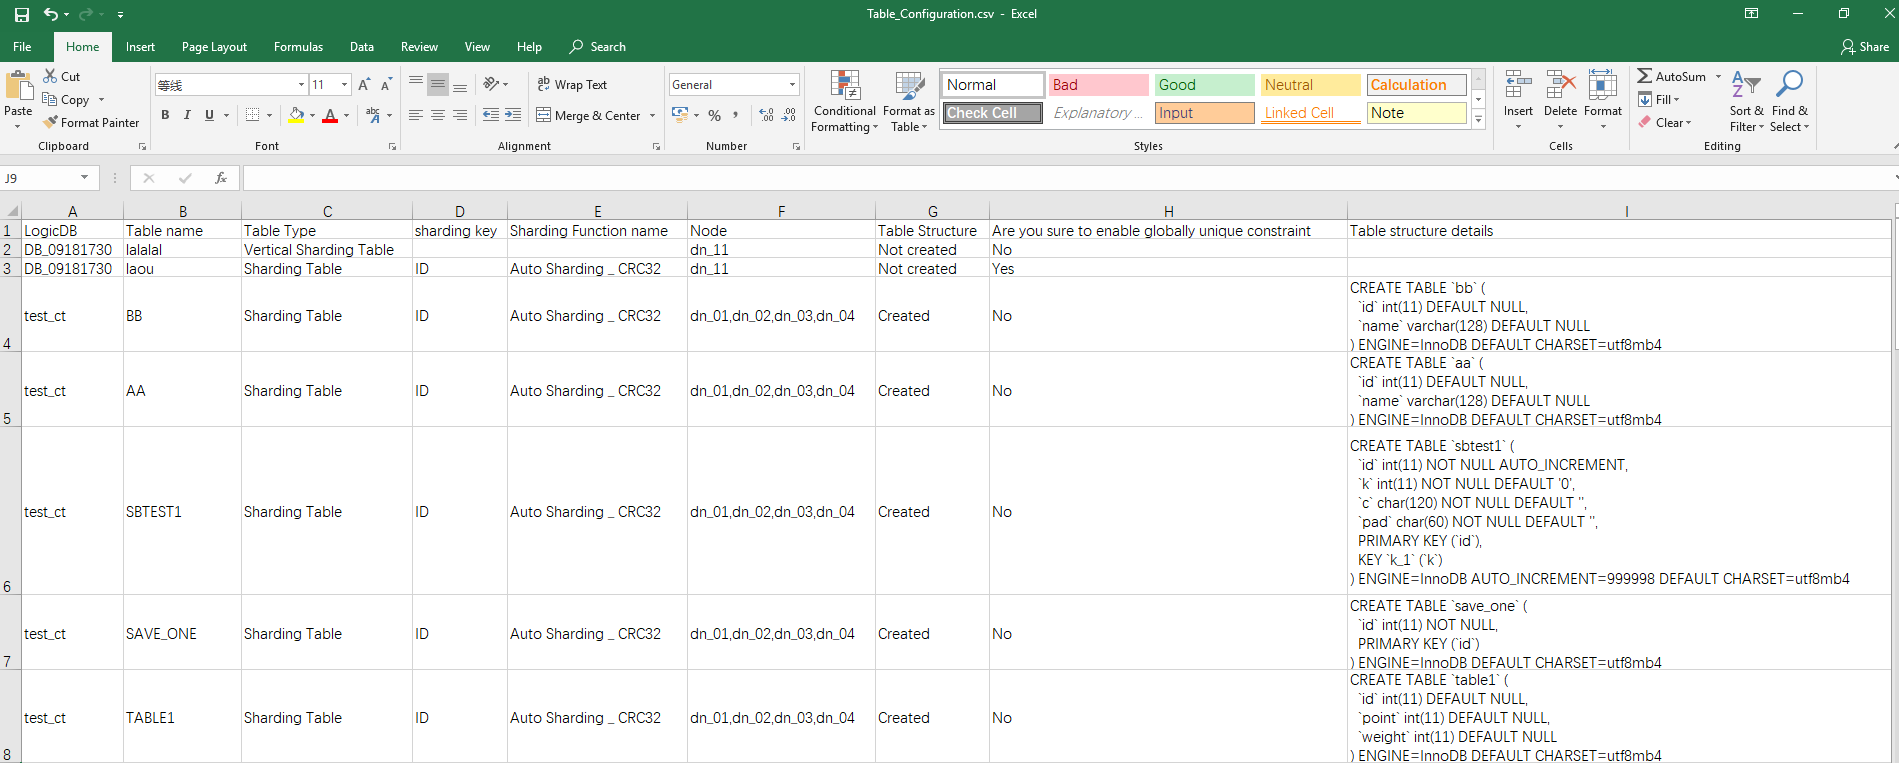 Table_Configuration.csv - Excel
File Home Insert Page Layout Formulas Data Review View Help Search Share
Paste Cut Copy Format Painter Clipboard
等线 11 A A B I U A abc A Font
ab Wrap Text Merge & Center Alignment
General % , .00 .0 Number
Conditional Formatting Format as Table
Normal Bad Good Neutral Calculation
Check Cell Explanatory ... Input Linked Cell Note
Styles
Insert Delete Format
Cells
AutoSum Fill Clear Sort & Filter Find & Select
Editing
J9 fx
A B C D E F G H I
1 LogicDB Table name Table Type sharding key Sharding Function name Node Table Structure Are you sure to enable globally unique constraint Table structure details
2 DB_09181730 lalalal Vertical Sharding Table dn_11 Not created No
3 DB_09181730 laou Sharding Table ID Auto Sharding _ CRC32 dn_11 Not created Yes
4 test_ct BB Sharding Table ID Auto Sharding _ CRC32 dn_01,dn_02,dn_03,dn_04 Created No
CREATE TABLE `bb` (
`id` int(11) DEFAULT NULL,
`name` varchar(128) DEFAULT NULL
) ENGINE=InnoDB DEFAULT CHARSET=utf8mb4
5 test_ct AA Sharding Table ID Auto Sharding _ CRC32 dn_01,dn_02,dn_03,dn_04 Created No
CREATE TABLE `aa` (
`id` int(11) DEFAULT NULL,
`name` varchar(128) DEFAULT NULL
) ENGINE=InnoDB DEFAULT CHARSET=utf8mb4
6 test_ct SBTEST1 Sharding Table ID Auto Sharding _ CRC32 dn_01,dn_02,dn_03,dn_04 Created No
CREATE TABLE `sbtest1` (
`id` int(11) NOT NULL AUTO_INCREMENT,
`k` int(11) NOT NULL DEFAULT '0',
`c` char(120) NOT NULL DEFAULT '',
`pad` char(60) NOT NULL DEFAULT '',
PRIMARY KEY (`id`),
KEY `k_1` (`k`)
) ENGINE=InnoDB AUTO_INCREMENT=999998 DEFAULT CHARSET=utf8mb4
7 test_ct SAVE_ONE Sharding Table ID Auto Sharding _ CRC32 dn_01,dn_02,dn_03,dn_04 Created No
CREATE TABLE `save_one` (
`id` int(11) NOT NULL,
PRIMARY KEY (`id`)
) ENGINE=InnoDB DEFAULT CHARSET=utf8mb4
8 test_ct TABLE1 Sharding Table ID Auto Sharding _ CRC32 dn_01,dn_02,dn_03,dn_04 Created No
CREATE TABLE `table1` (
`id` int(11) DEFAULT NULL,
`point` int(11) DEFAULT NULL,
`weight` int(11) DEFAULT NULL
) ENGINE=InnoDB DEFAULT CHARSET=utf8mb4